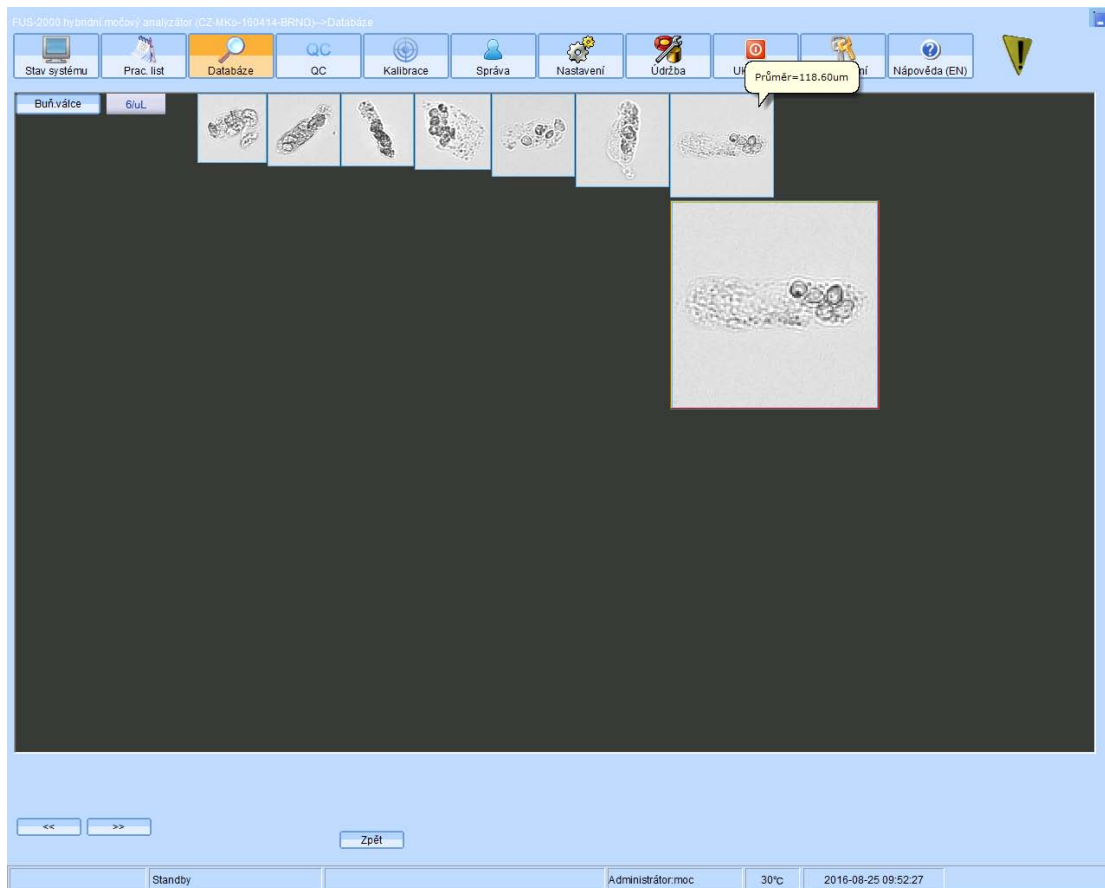 FUS-2000 hybridní močový analyzátor (CZ-MKb-160414-BRNO)-->Databáze
Stav systému
Prac. list
Databáze
QC
QC
Kalibrace
Správa
Nastavení
Údržba
Nápověda (EN)
Průměr=118.60um
Buň.válce
6/uL
<<
>>
Zpět
Standby
Administrátor:moc
30°C
2016-08-25 09:52:27